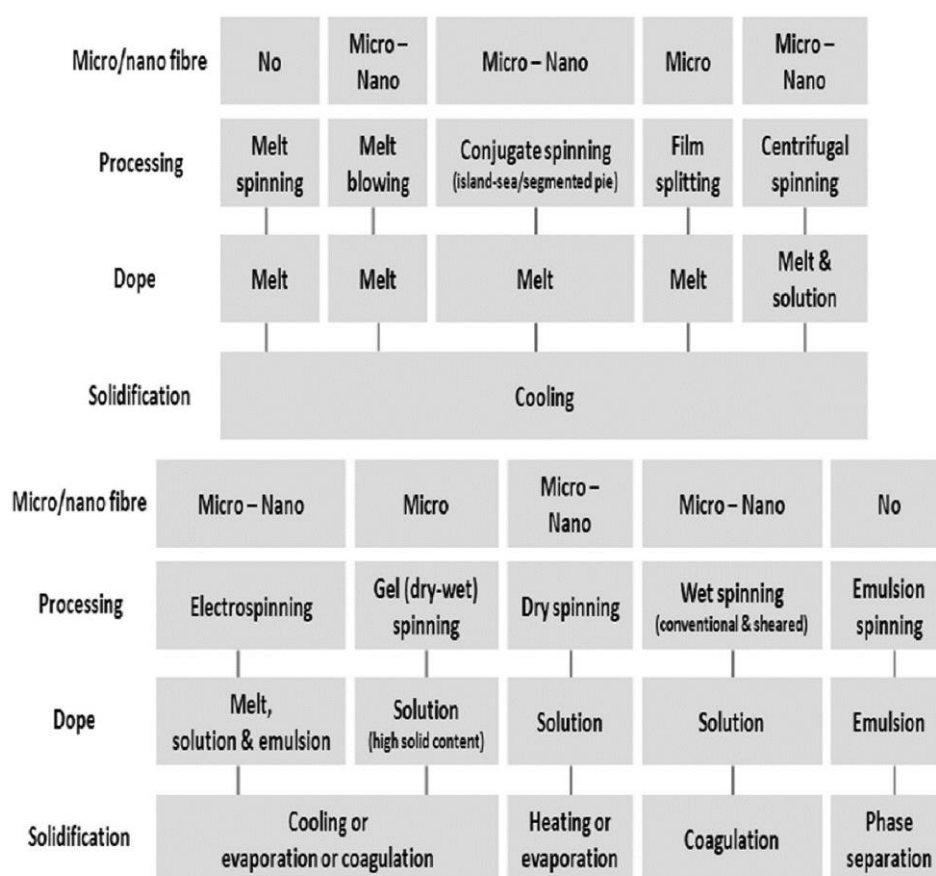 Micro/nano fibre
No
Micro – Nano
Micro – Nano
Micro
Micro – Nano
Processing
Melt spinning
Melt blowing
Conjugate spinning
(island-sea/segmented pie)
Film splitting
Centrifugal spinning
Dope
Melt
Melt
Melt
Melt
Melt & solution
Solidification
Cooling
Micro/nano fibre
Micro – Nano
Micro
Micro – Nano
Micro – Nano
No
Processing
Electrospinning
Gel (dry-wet) spinning
Dry spinning
Wet spinning
(conventional & sheared)
Emulsion spinning
Dope
Melt,
solution & emulsion
Solution
(high solid content)
Solution
Solution
Emulsion
Solidification
Cooling or
evaporation or coagulation
Heating or
evaporation
Coagulation
Phase
separation